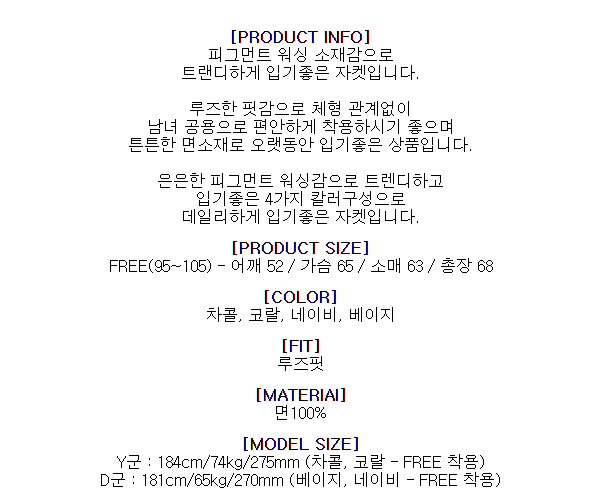 [PRODUCT INFO]
피그먼트 워싱 소재감으로
트랜디하게 입기좋은 자켓입니다.
루즈한 핏감으로 체형 관계없이
남녀 공용으로 편안하게 착용하시기 좋으며
튼튼한 면소재로 오랫동안 입기좋은 상품입니다.
은은한 피그먼트 워싱감으로 트렌디하고
입기좋은 4가지 칼러구성으로
데일리하게 입기좋은 자켓입니다.
[PRODUCT SIZE]
FREE(95~105) - 어깨 52 / 가슴 65 / 소매 63 / 총장 68
[COLOR]
차콜, 코랄, 네이비, 베이지
[FIT]
루즈핏
[MATERIAl]
면100%
[MODEL SIZE]
Y군 : 184cm/74kg/275mm (차콜, 코랄 - FREE 착용)
D군 : 181cm/65kg/270mm (베이지, 네이비 - FREE 착용)